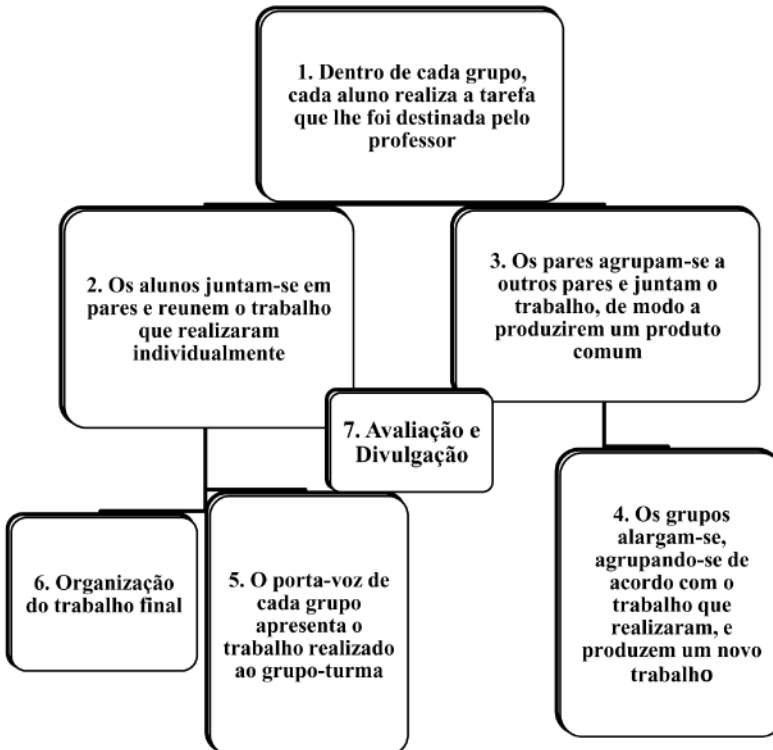 1. Dentro de cada grupo,
cada aluno realiza a tarefa
que lhe foi destinada pelo
professor
2. Os alunos juntam-se em
pares e reunem o trabalho
que realizaram
individualmente
3. Os pares agrupam-se a
outros pares e juntam o
trabalho, de modo a
produzirem um produto
comum
7. Avaliação e
Divulgação
6. Organização
do trabalho final
5. O porta-voz de
cada grupo
apresenta o
trabalho realizado
ao grupo-turma
4. Os grupos
alargam-se,
agrupando-se de
acordo com o
trabalho que
realizaram, e
produzem um novo
trabalho